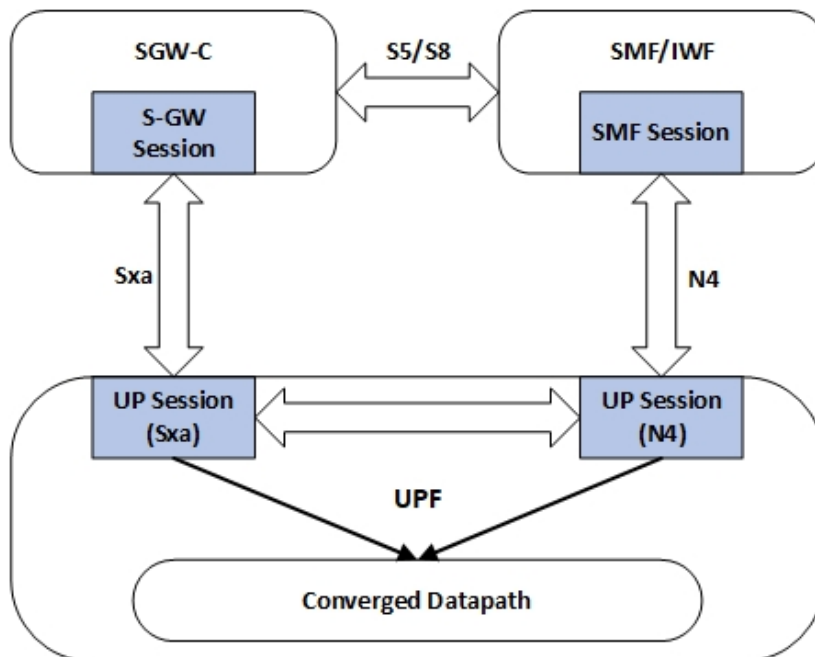 SGW-C
S5/S8
SMF/IWF
S-GW
Session
SMF Session
Sxa
N4
UP Session
(Sxa)
UP Session
(N4)
UPF
Converged Datapath